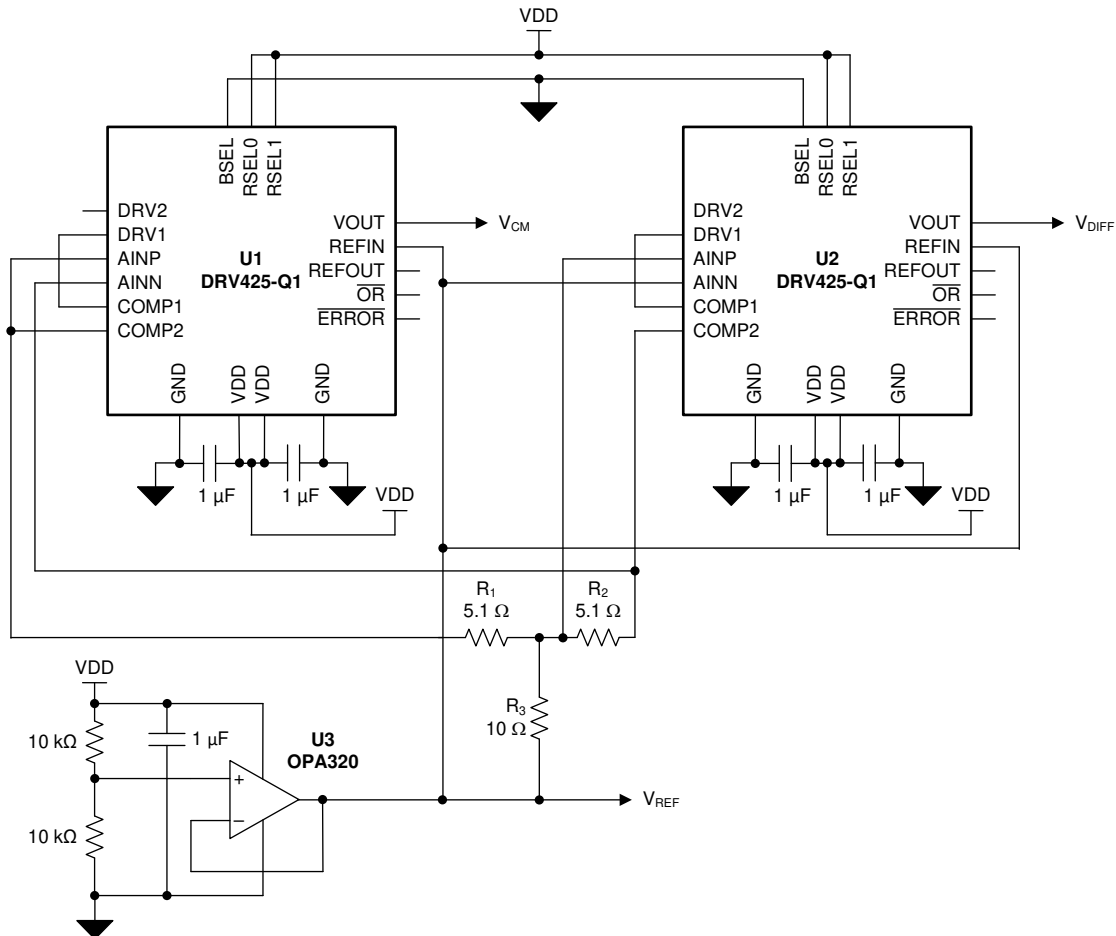 VDD
BSEL
RSEL0
RSEL1
DRV2
DRV1
AINP
AINN
COMP1
COMP2
U1
DRV425-Q1
VOUT
REFIN
REFOUT
OR
ERROR
GND
VDD
VDD
GND
VCM
1 µF
1 µF
VDD
BSEL
RSEL0
RSEL1
DRV2
DRV1
AINP
AINN
COMP1
COMP2
U2
DRV425-Q1
VOUT
REFIN
REFOUT
OR
ERROR
GND
VDD
VDD
GND
VDIFF
1 µF
1 µF
VDD
R1
5.1 Ω
R2
5.1 Ω
R3
10 Ω
VDD
10 kΩ
1 µF
10 kΩ
U3
OPA320
+
–
VREF